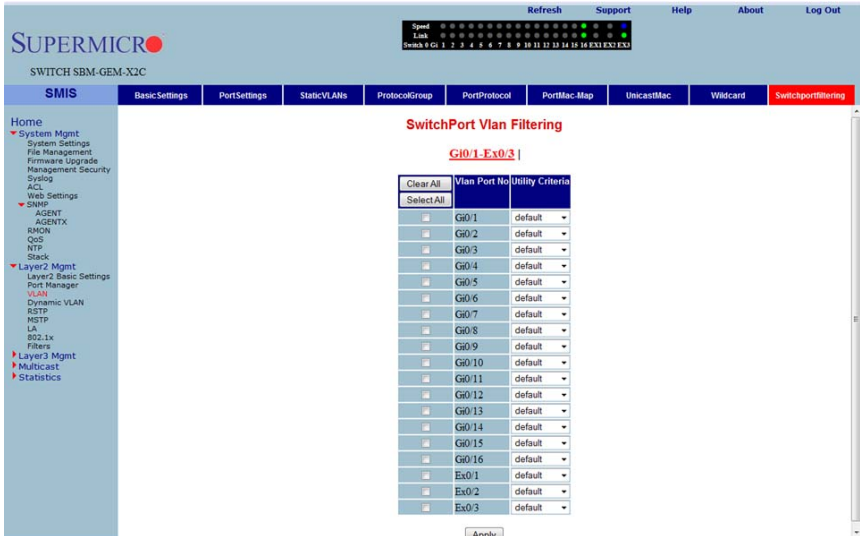 Refresh Support Help About Log Out
SUPERMICRO
SWITCH SBM-GEM-X2C
Speed
Link
Switch 0 Gi 1 2 3 4 5 6 7 8 9 10 11 12 13 14 15 16 EX1 EX2 EX3
SMIS
BasicSettings PortSettings StaticVLANs ProtocolGroup PortProtocol PortMac-Map UnicastMac Wildcard Switchportfiltering
Home
System Mgmt
System Settings
File Management
Firmware Upgrade
Management Security
Syslog
ACL
Web Settings
SNMP
AGENT
AGENTX
RMON
QoS
NTP
Stack
Layer2 Mgmt
Layer2 Basic Settings
Port Manager
VLAN
Dynamic VLAN
RSTP
MSTP
LA
802.1x
Filters
Layer3 Mgmt
Multicast
Statistics
SwitchPort Vlan Filtering
Gi0/1-Ex0/3 |
Clear All
Select All
Vlan Port No Utility Criteria
Gi0/1 default
Gi0/2 default
Gi0/3 default
Gi0/4 default
Gi0/5 default
Gi0/6 default
Gi0/7 default
Gi0/8 default
Gi0/9 default
Gi0/10 default
Gi0/11 default
Gi0/12 default
Gi0/13 default
Gi0/14 default
Gi0/15 default
Gi0/16 default
Ex0/1 default
Ex0/2 default
Ex0/3 default
Apply